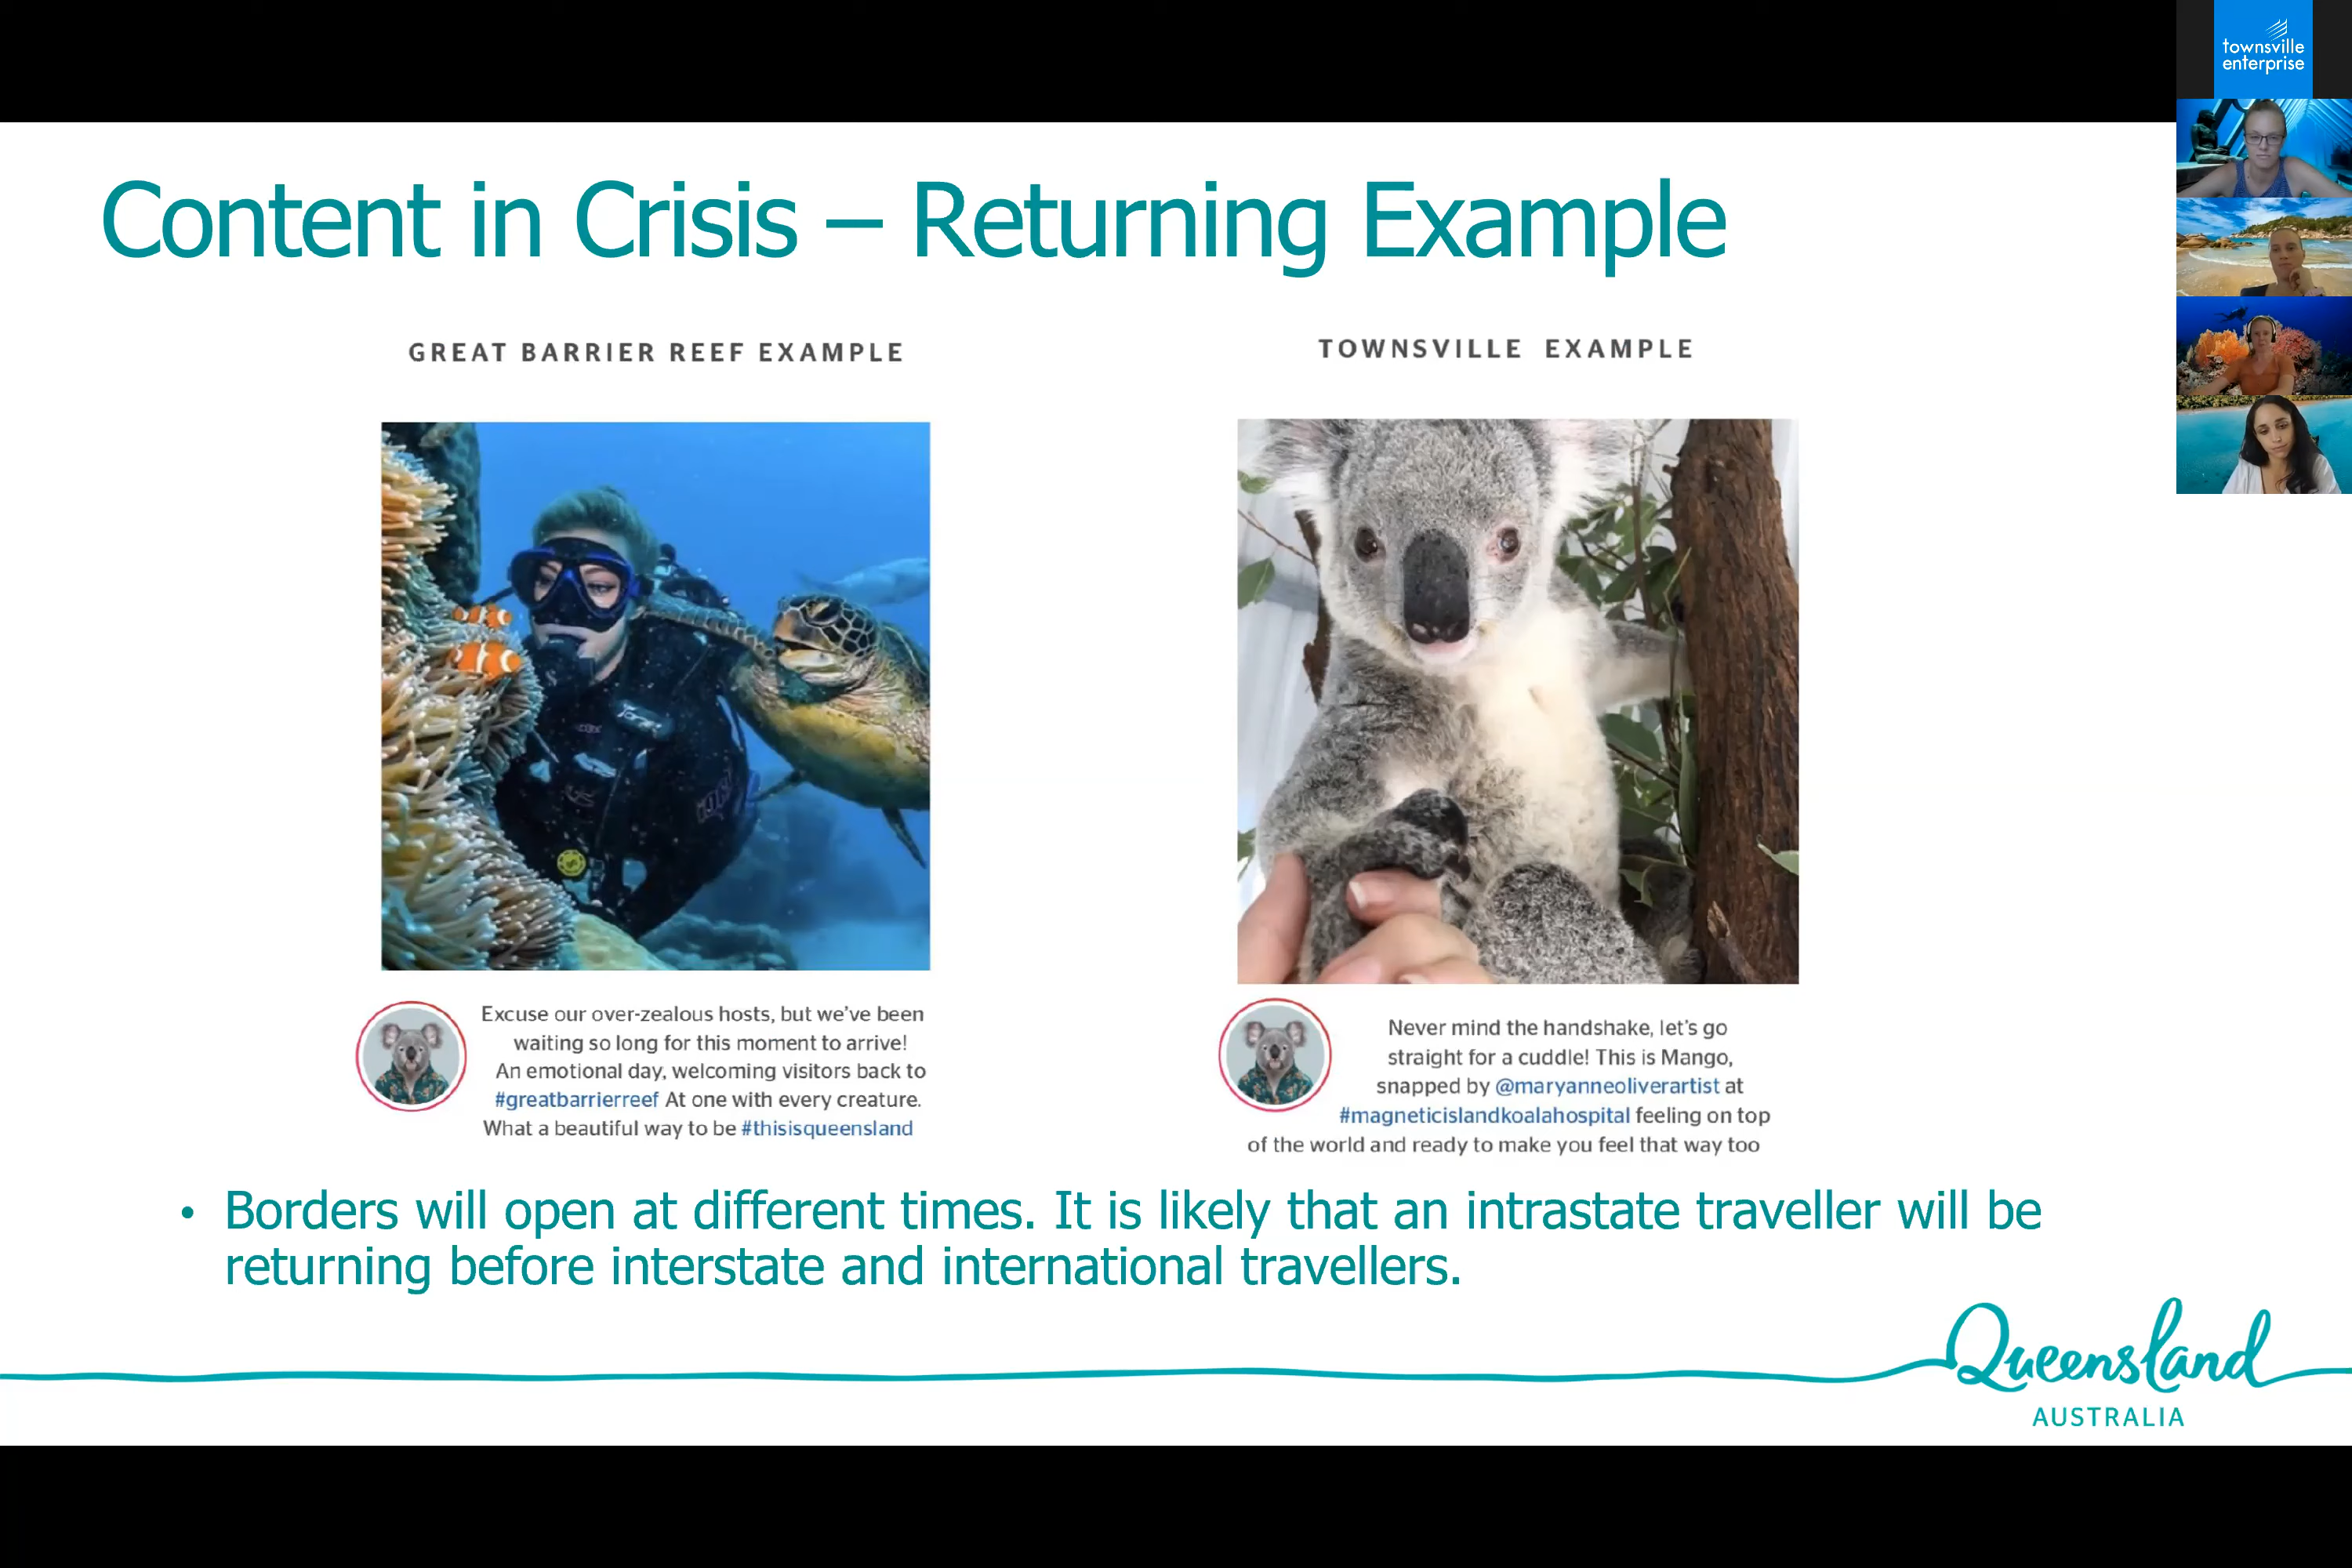 townsville
enterprise
Content in Crisis – Returning Example
GREAT BARRIER REEF EXAMPLE
Excuse our over-zealous hosts, but we've been
waiting so long for this moment to arrive!
An emotional day, welcoming visitors back to
#greatbarrierreef At one with every creature.
What a beautiful way to be #thisisqueensland
TOWNSVILLE EXAMPLE
Never mind the handshake, let's go
straight for a cuddle! This is Mango,
snapped by @maryanneoliverartist at
#magneticislandkoalahospital feeling on top
of the world and ready to make you feel that way too
• Borders will open at different times. It is likely that an intrastate traveller will be
returning before interstate and international travellers.
Queensland
AUSTRALIA